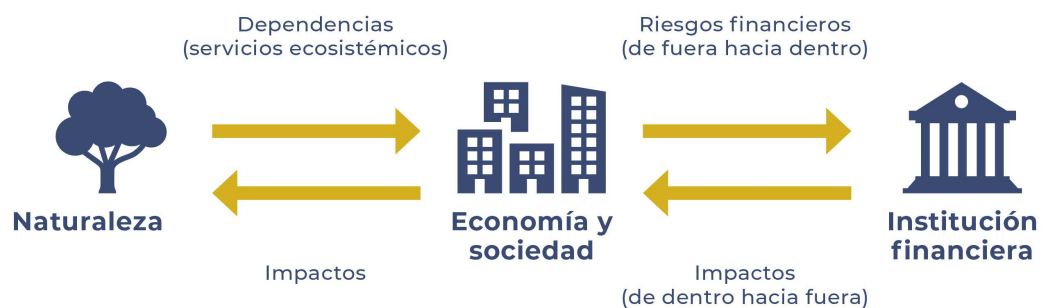 Dependencias
(servicios ecosistémicos)
Riesgos financieros
(de fuera hacia dentro)
Naturaleza
Economía y
sociedad
Institución
financiera
Impactos
Impactos
(de dentro hacia fuera)